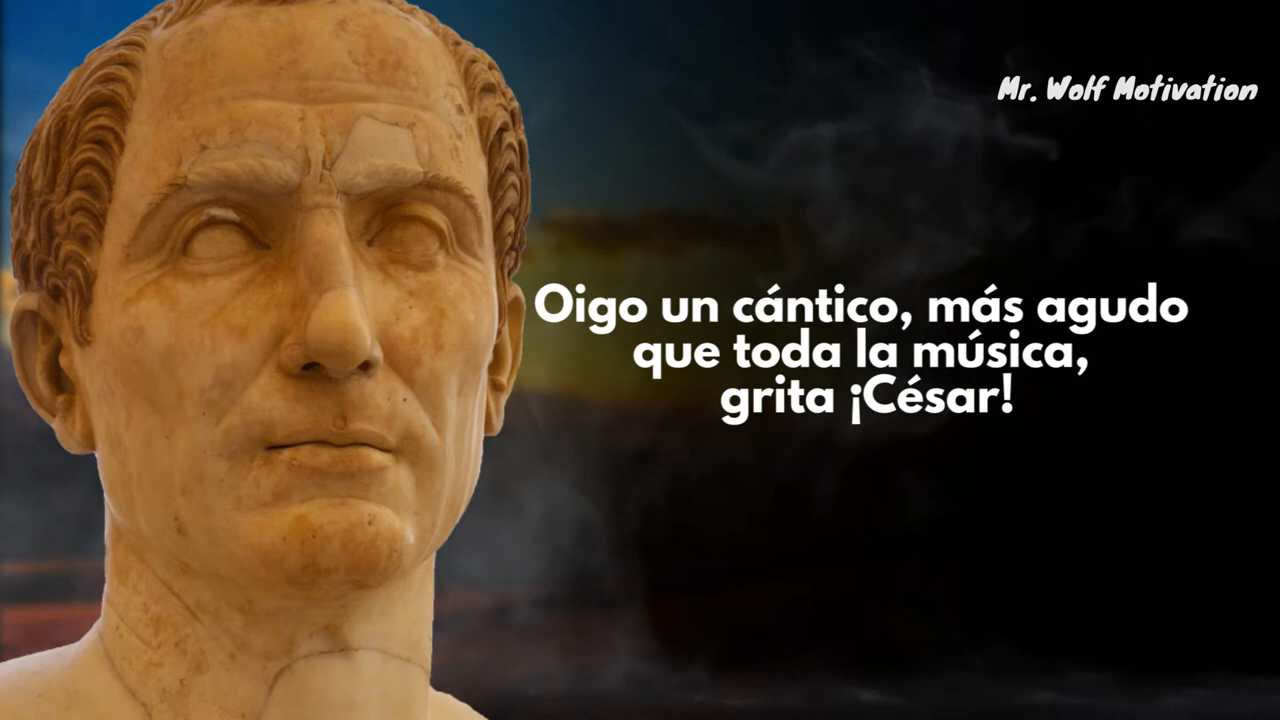 Mr. Wolf Motivation
Oigo un cántico, más agudo
que toda la música,
grita ¡César!